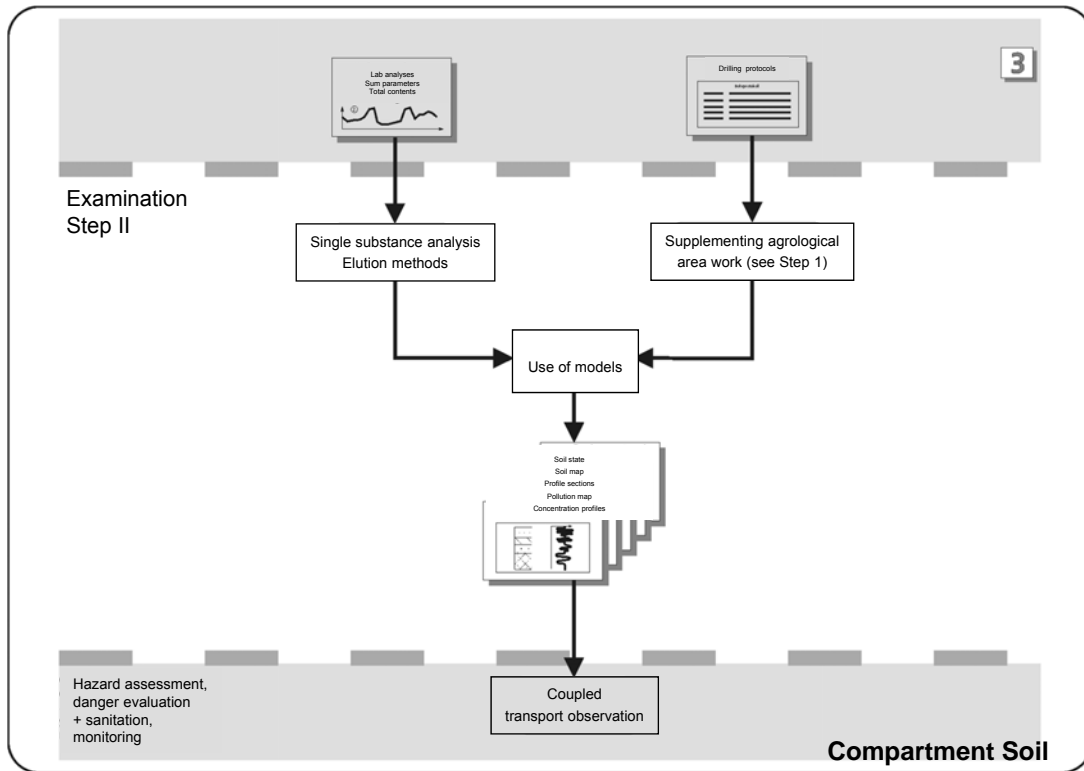 3
Lab analyses
Sum parameters
Total contents
Drilling protocols
Examination
Step II
Single substance analysis
Elution methods
Supplementing agrological
area work (see Step 1)
Use of models
Soil state
Soil map
Profile sections
Pollution map
Concentration profiles
Hazard assessment,
danger evaluation
+ sanitation,
monitoring
Coupled
transport observation
Compartment Soil